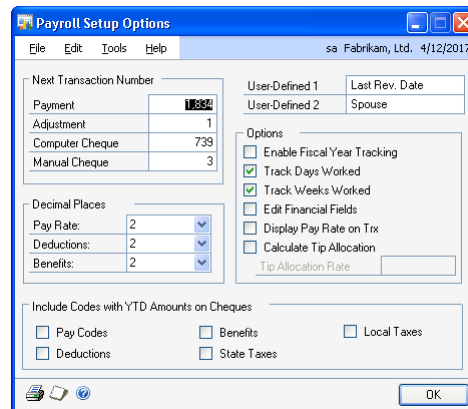 Payroll Setup Options
File Edit Tools Help sa Fabrikam, Ltd. 4/12/2017
Next Transaction Number
Payment 1,834
Adjustment 1
Computer Cheque 739
Manual Cheque 3
User-Defined 1 Last Rev. Date
User-Defined 2 Spouse
Options
Enable Fiscal Year Tracking
Track Days Worked
Track Weeks Worked
Edit Financial Fields
Display Pay Rate on Trx
Calculate Tip Allocation
Tip Allocation Rate
Decimal Places
Pay Rate: 2
Deductions: 2
Benefits: 2
Include Codes with YTD Amounts on Cheques
Pay Codes Benefits Local Taxes
Deductions State Taxes
OK